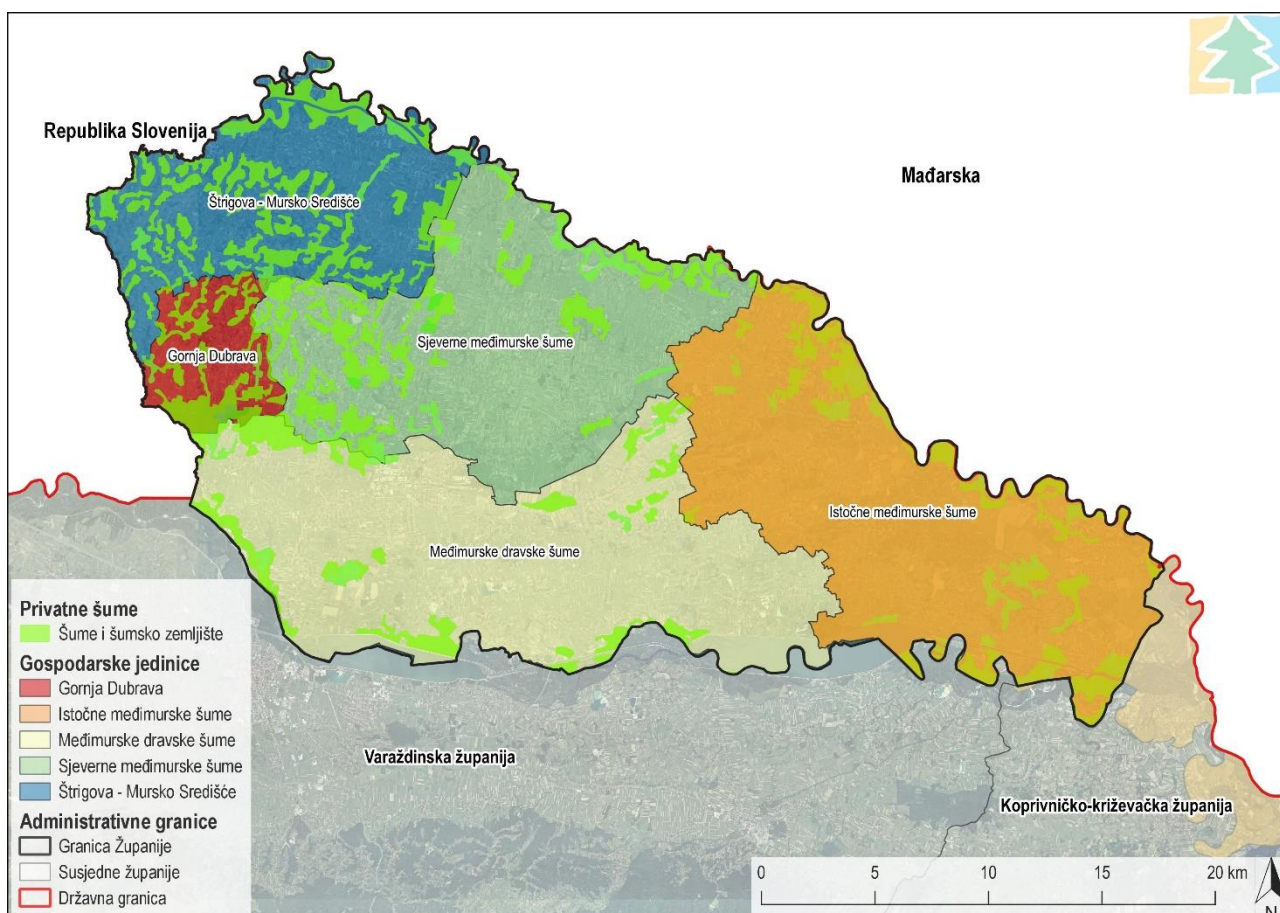 Republika Slovenija
Mađarska
Štrigova - Mursko Središće
Gornja Dubrava
Sjeverne međimurske šume
Istočne međimurske šume
Međimurske dravske šume
Varaždinska županija
Koprivničko-križevačka županija
Privatne šume
Šume i šumsko zemljište
Gospodarske jedinice
Gornja Dubrava
Istočne međimurske šume
Međimurske dravske šume
Sjeverne međimurske šume
Štrigova - Mursko Središće
Administrativne granice
Granica Županije
Susjedne županije
Državna granica
0 5 10 15 20 km
N